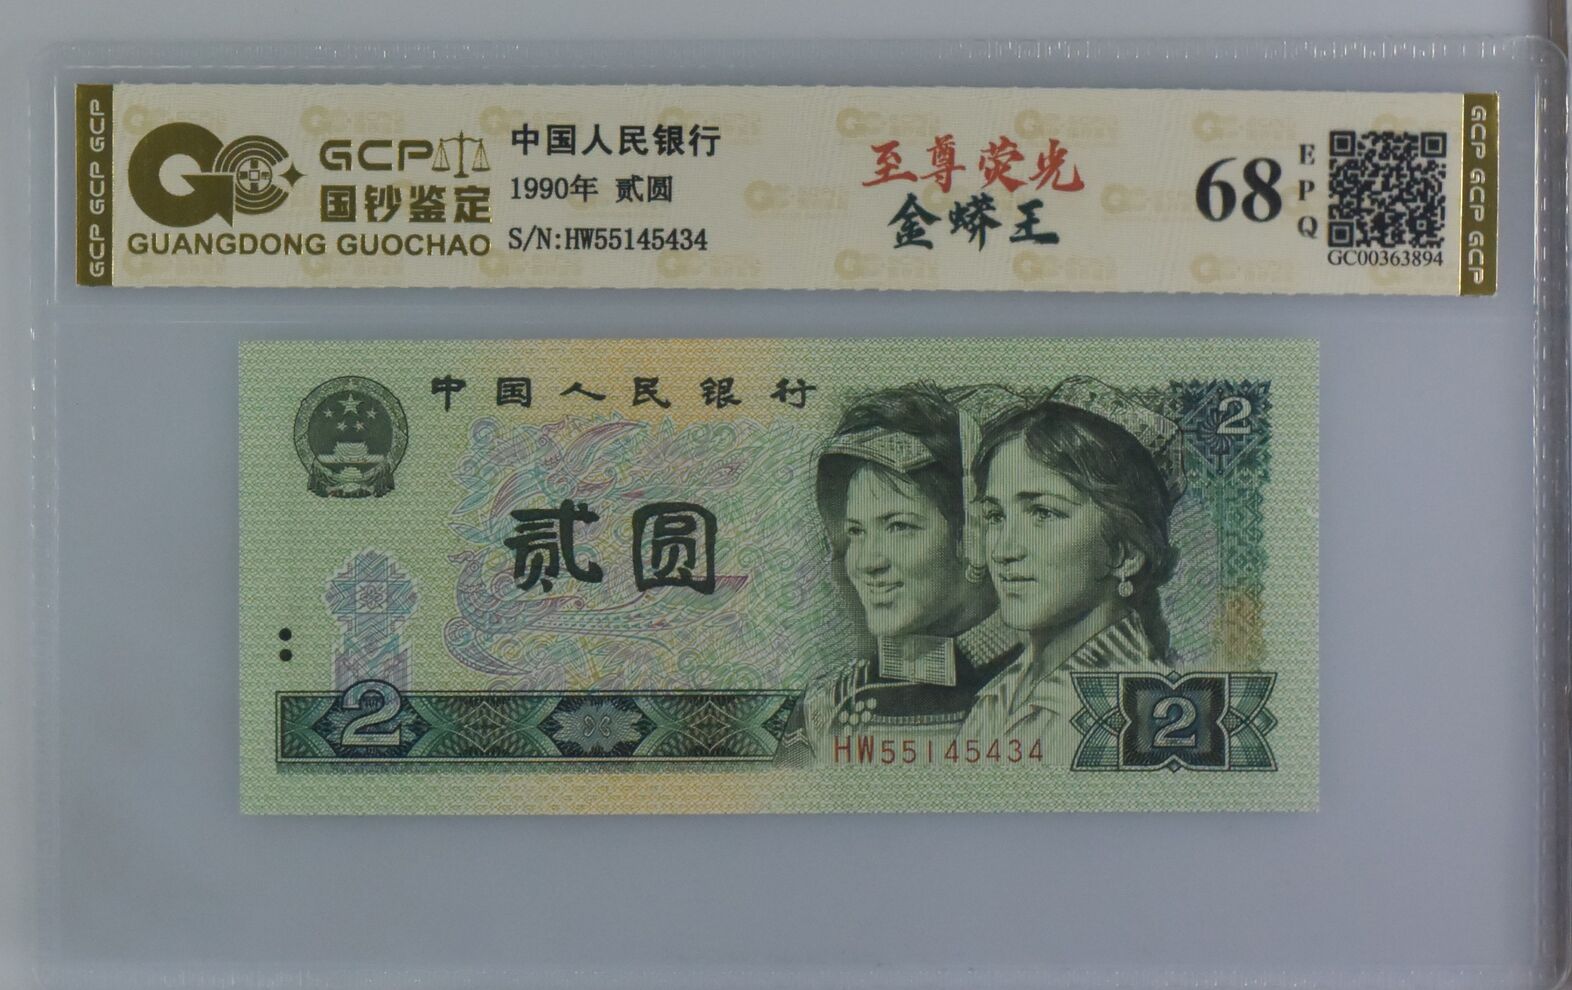 GCP GCP GCP
GCP
国钞鉴定
GUANGDONG GUOCHAO
中国人民银行
1990年 贰圆
S/N:HW55145434
至尊荧光
金蟒王
68
EPQ
GC00363894
GCP GCP GCP
中国人民银行
2
贰圆
2
HW55145434
2